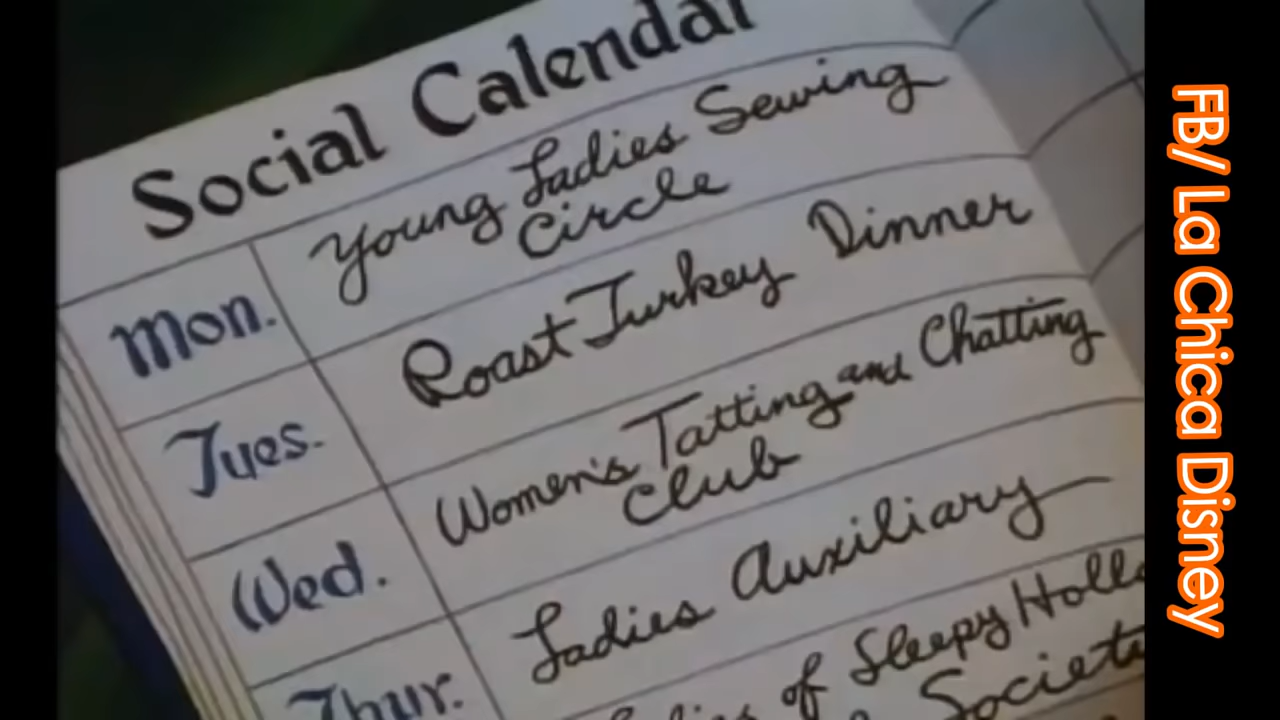 Social Calendar
Mon.
Young Ladies Sewing
Circle
Tues.
Roast Turkey Dinner
Wed.
Women's Tatting and Chatting
Club
Thur.
Ladies Auxiliary
of Sleepy
FB/ La Chica Disney